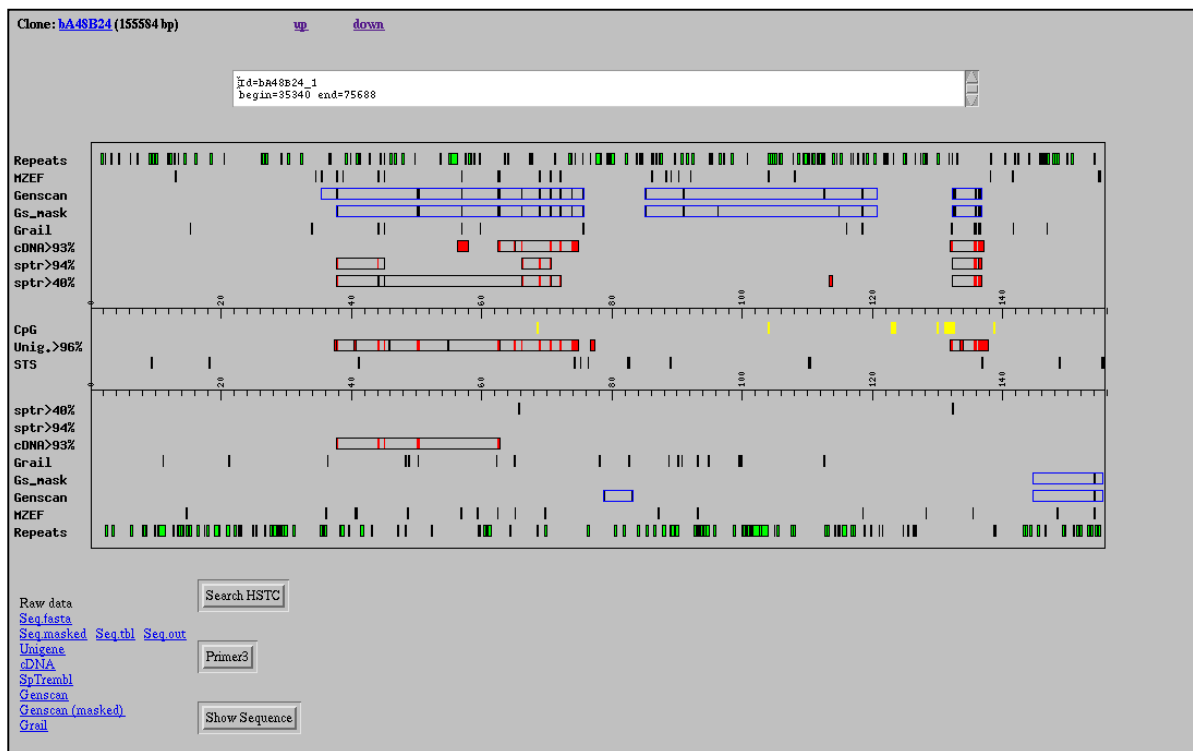 Clone: bA48B24 (155584 bp) up down
Id=bA48B24_1
begin=35340 end=75688
Repeats
MZEF
Genscan
Gs_mask
Grail
cDNA>93%
sptr>94%
sptr>40%
0 20 40 60 80 100 120 140
CpG
Unig.>96%
STS
0 20 40 60 80 100 120 140
sptr>40%
sptr>94%
cDNA>93%
Grail
Gs_mask
Genscan
MZEF
Repeats
Raw data
Seq.fasta
Seq.masked Seq.tbl Seq.out
Unigene
cDNA
SpTrembl
Genscan
Genscan (masked)
Grail
Search HSTC
Primer3
Show Sequence